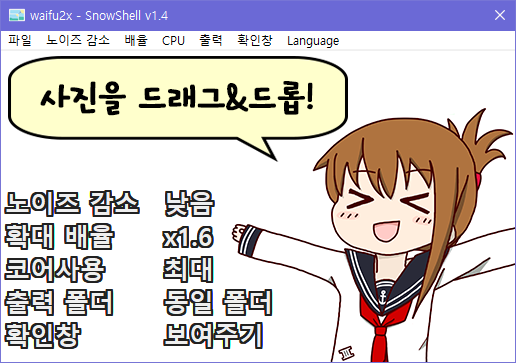 waifu2x - SnowShell v1.4
파일 노이즈 감소 배율 CPU 출력 확인창 Language
사진을 드래그&드롭!
노이즈 감소 낮음
확대 배율 x1.6
코어사용 최대
출력 폴더 동일 폴더
확인창 보여주기
III